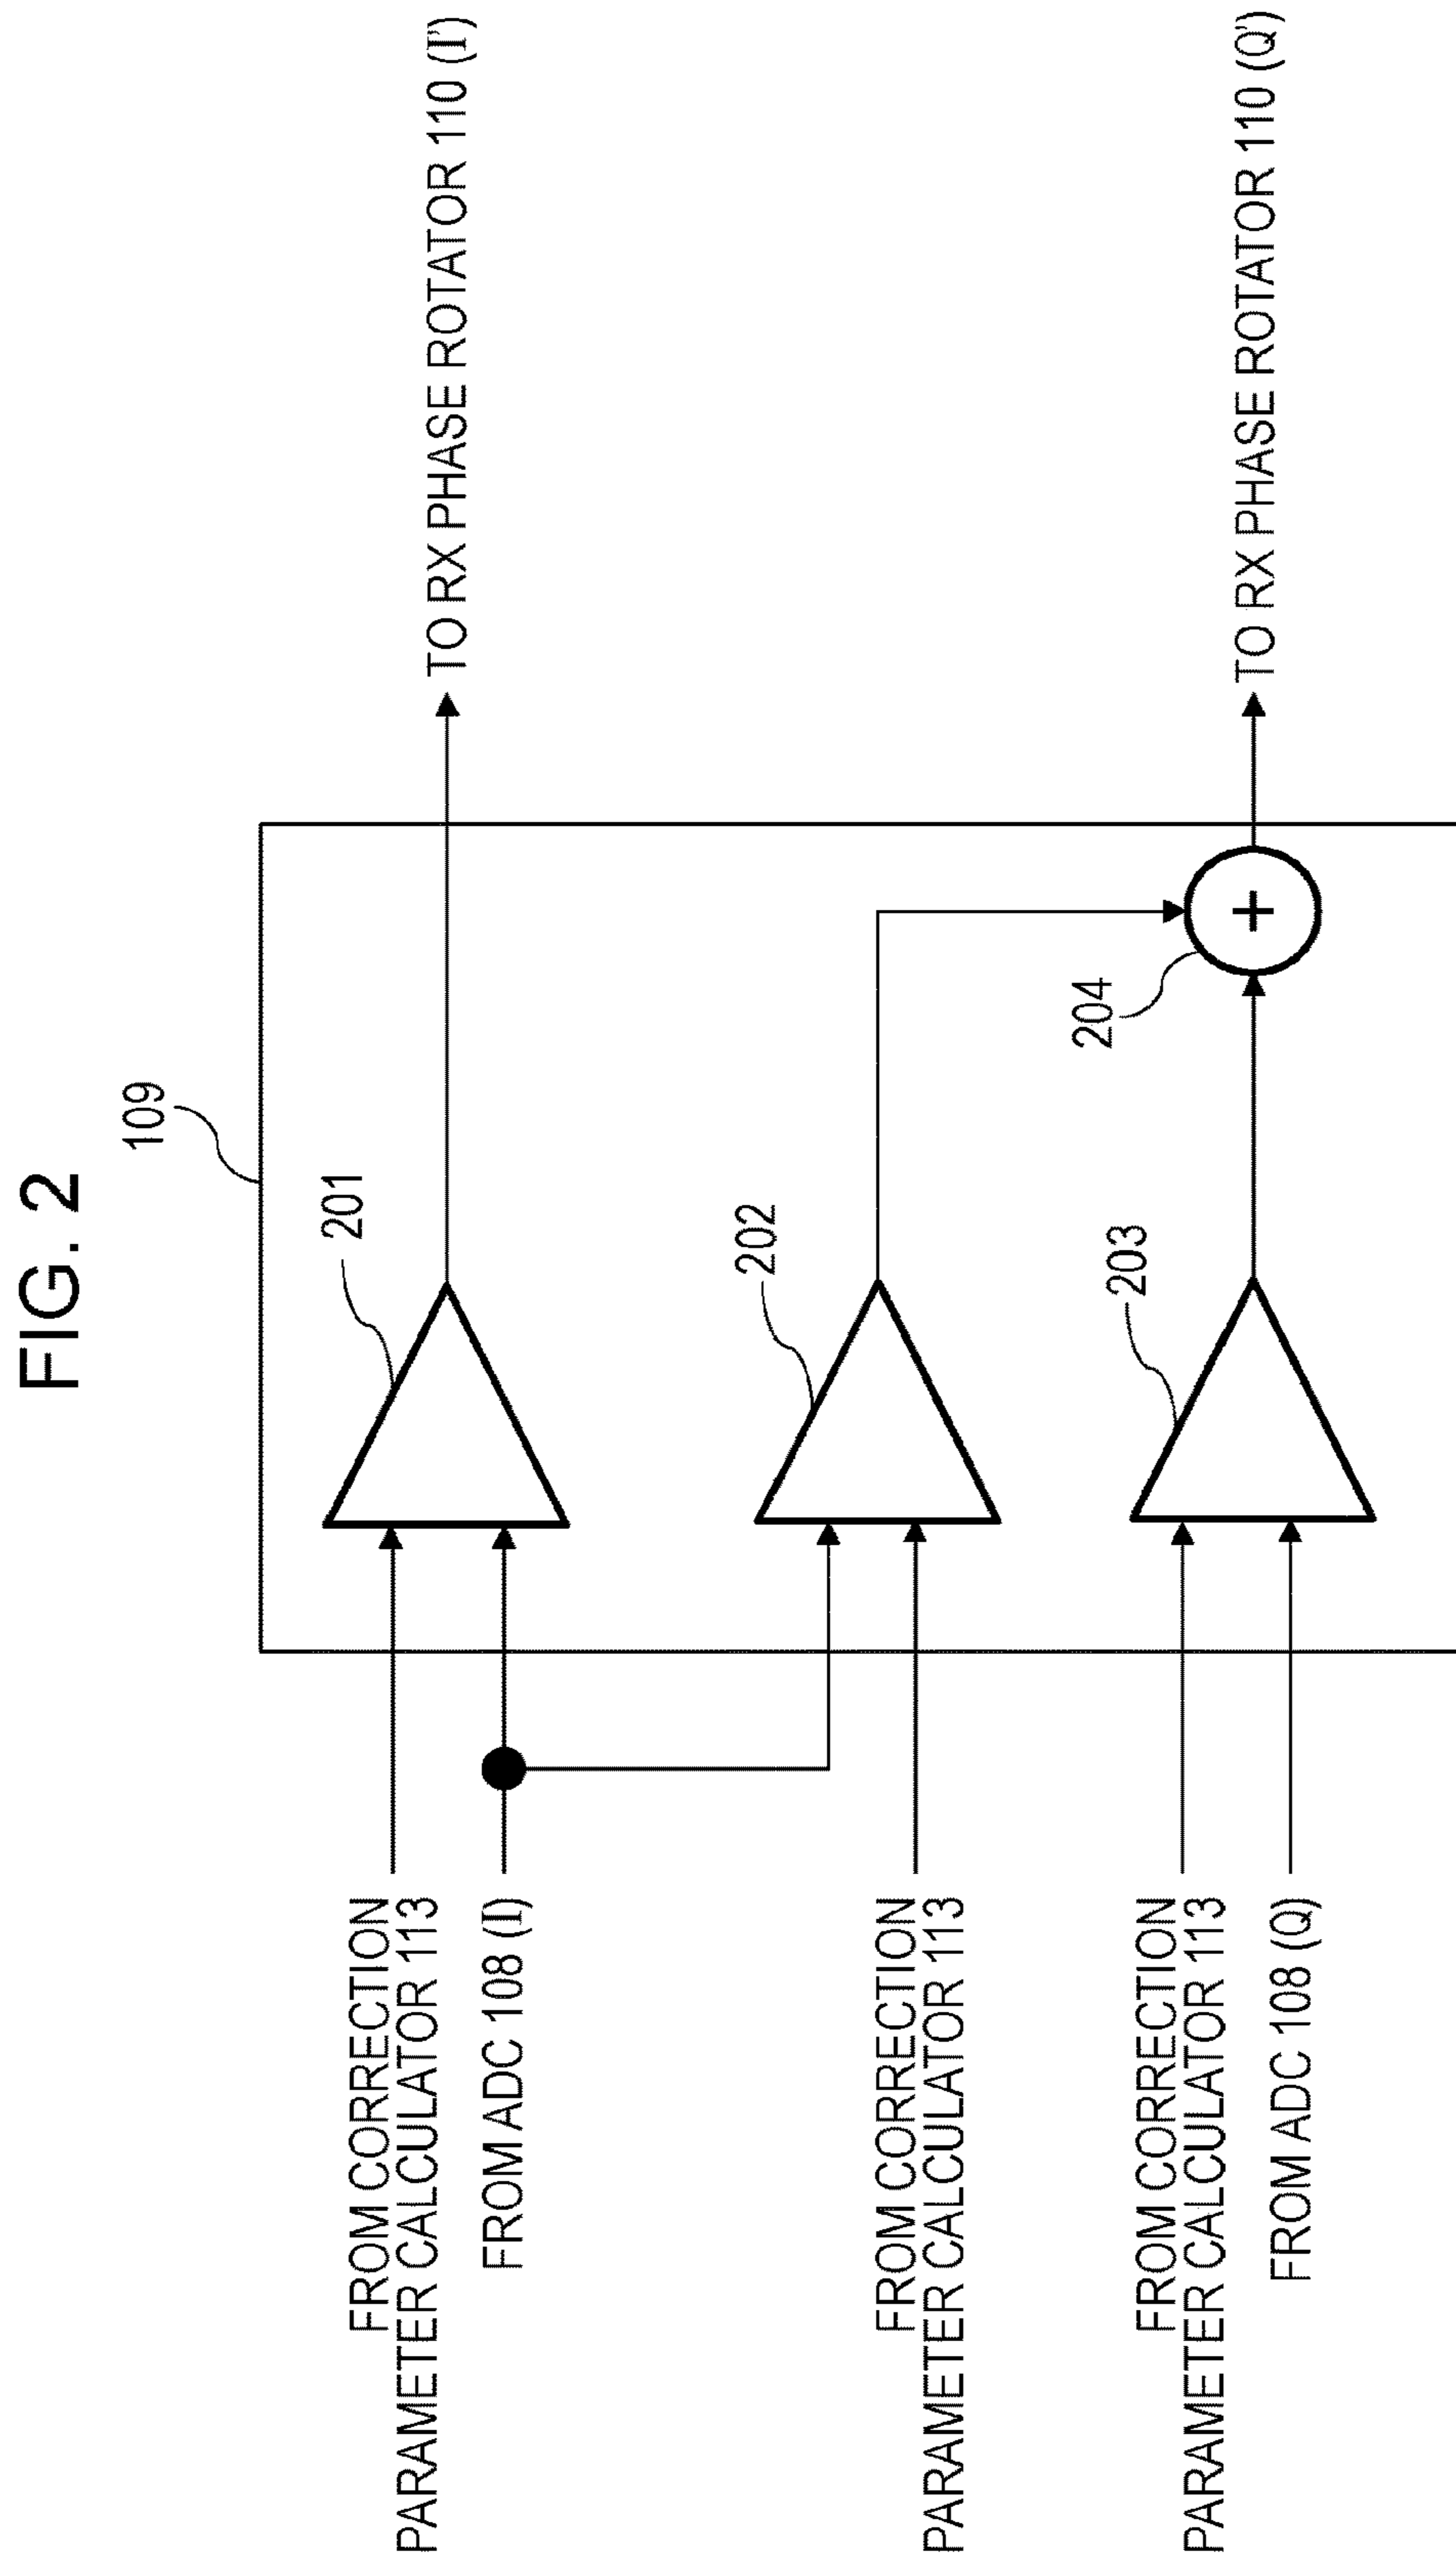 FIG. 2
109
201
FROM CORRECTION
PARAMETER CALCULATOR 113
FROM ADC 108 (I)
TO RX PHASE ROTATOR 110 (I')
202
FROM CORRECTION
PARAMETER CALCULATOR 113
204
+
203
FROM CORRECTION
PARAMETER CALCULATOR 113
FROM ADC 108 (Q)
TO RX PHASE ROTATOR 110 (Q')